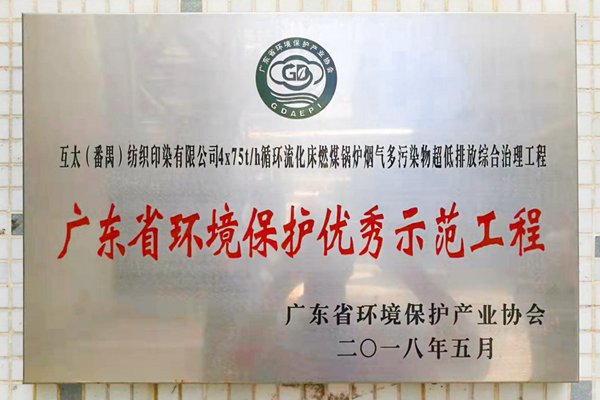 广东省环境保护产业协会
GD
GDAEPI
互太（番禺）纺织印染有限公司4x75t/h循环流化床燃煤锅炉烟气多污染物超低排放综合治理工程
广东省环境保护优秀示范工程
广东省环境保护产业协会
二〇一八年五月